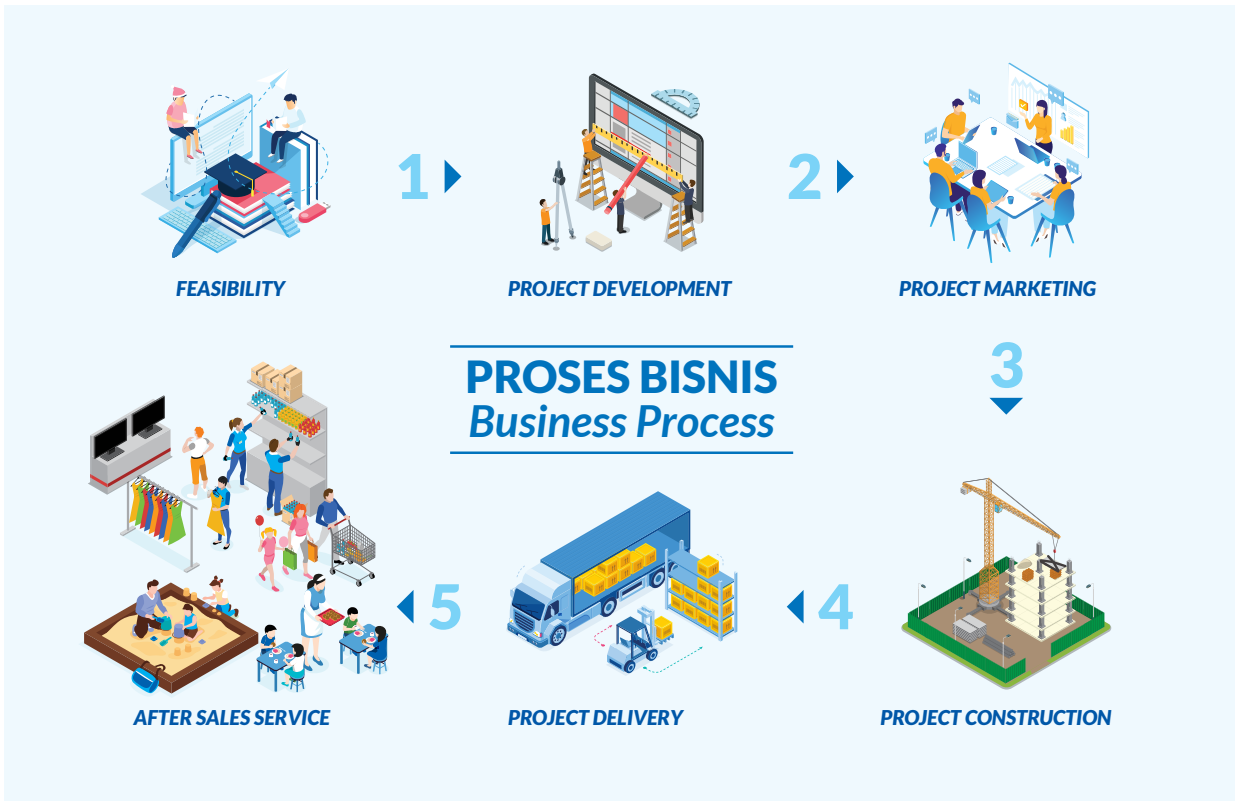 1
2
FEASIBILITY
PROJECT DEVELOPMENT
PROJECT MARKETING
PROSES BISNIS
Business Process
3
4
5
AFTER SALES SERVICE
PROJECT DELIVERY
PROJECT CONSTRUCTION